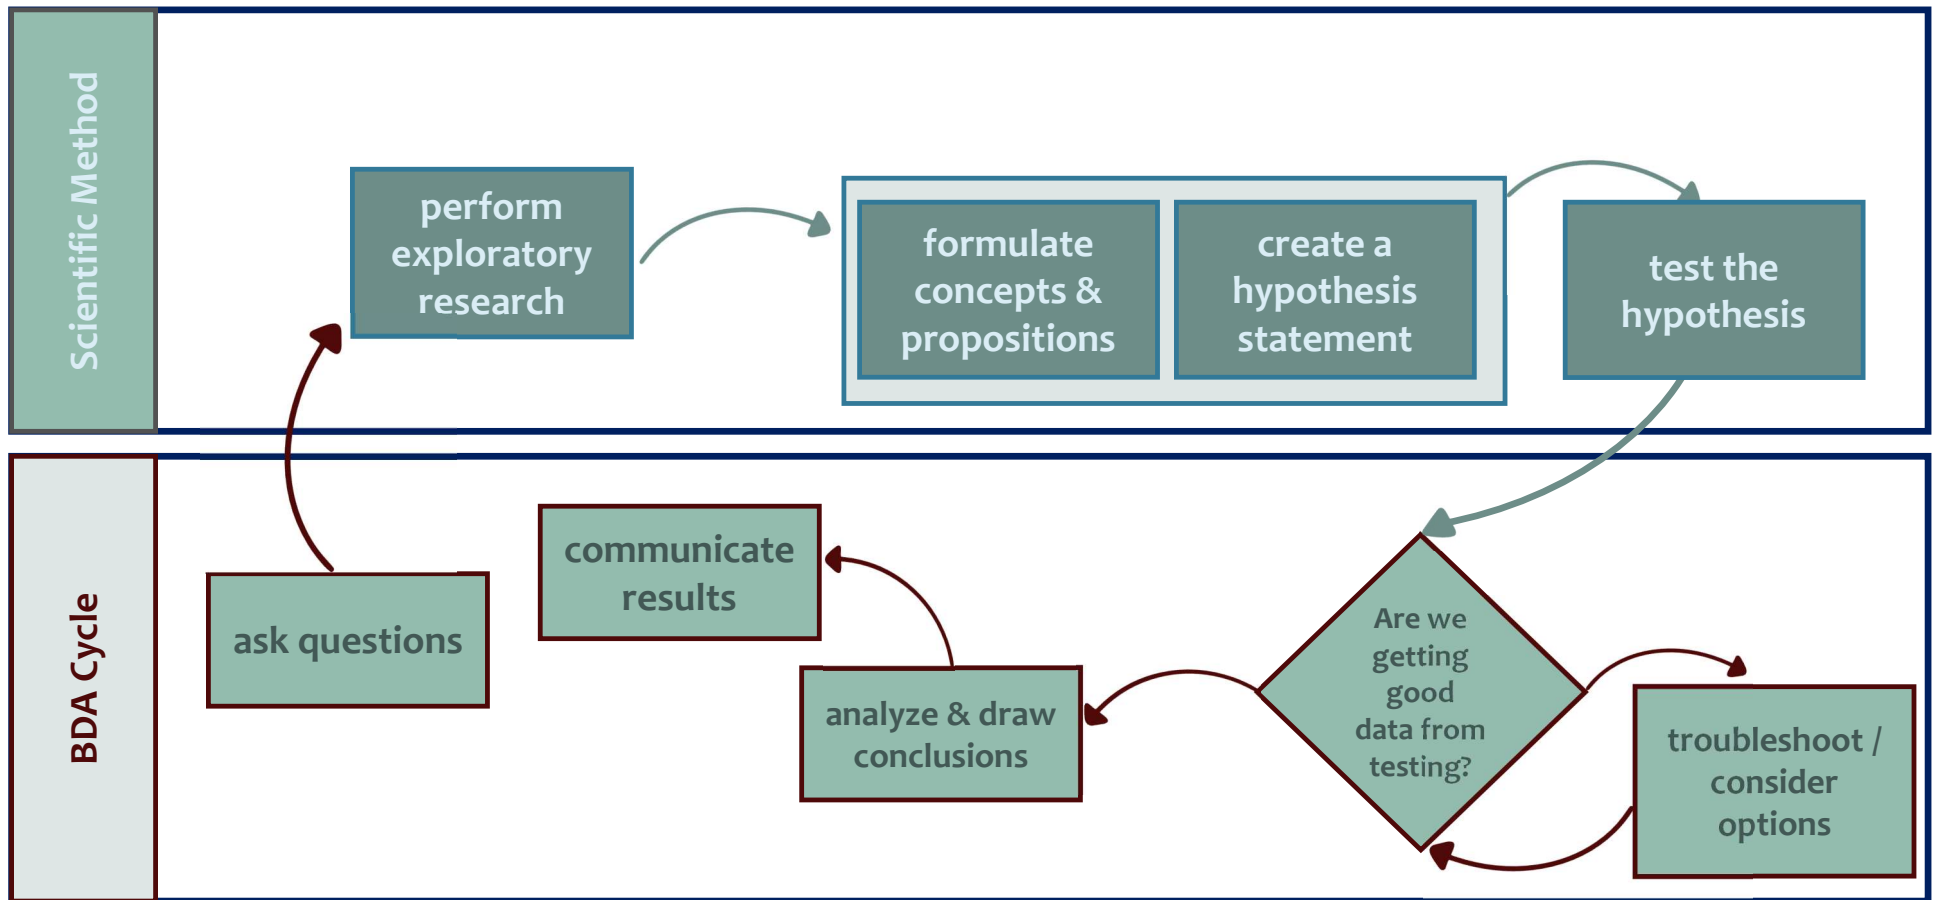 Scientific Method
perform
exploratory
research
formulate
concepts &
propositions
create a
hypothesis
statement
test the
hypothesis
BDA Cycle
ask questions
communicate
results
analyze & draw
conclusions
Are we
getting
good
data from
testing?
troubleshoot /
consider
options